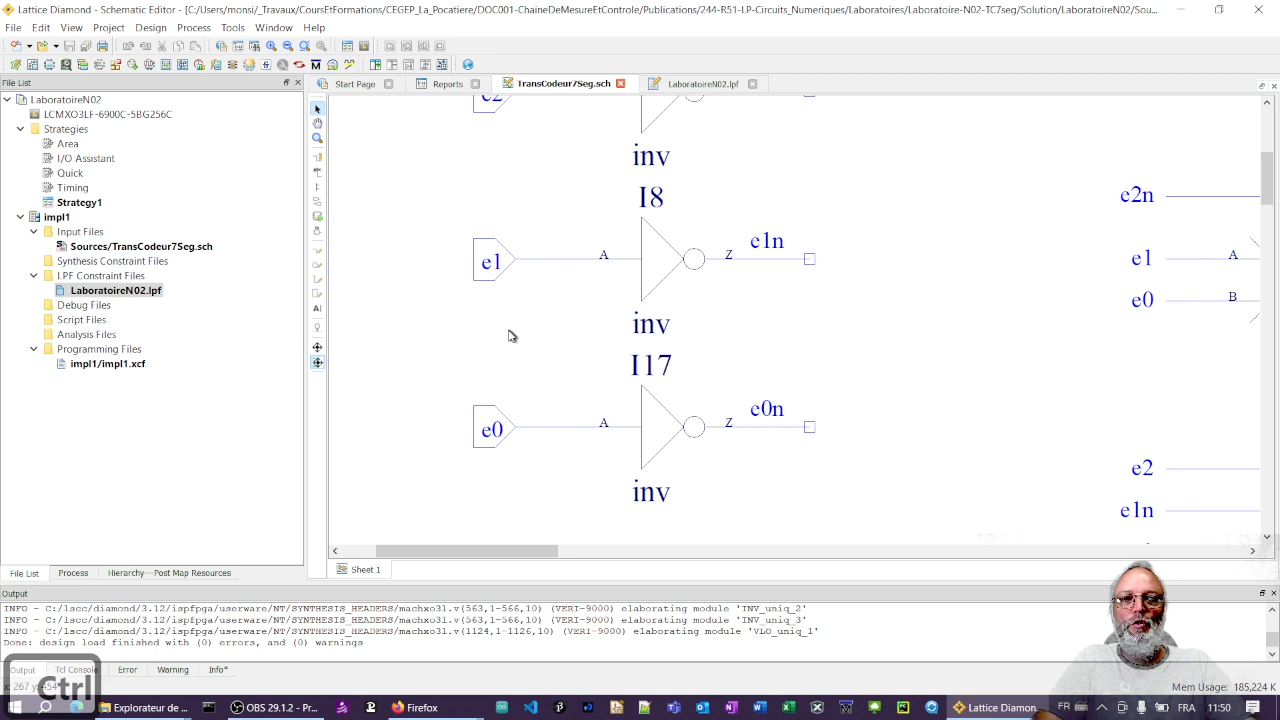 Lattice Diamond - Schematic Editor - [C:/Users/monsi/_Travaux/CoursEtFormations/CEGEP_La_Pocatiere/DOC001-ChaineDeMesureEtControle/Publications/244-R51-LP-Circuits_Numeriques/Laboratoires/Laboratoire-N02-TC7seg/Solution/LaboratoireN02/Sou...
File Edit View Project Design Process Tools Window Help
File List
Start Page Reports TransCodeur7Seg.sch LaboratoireN02.lpf
LaboratoireN02
LCMXO3LF-6900C-5BG256C
Strategies
Area
I/O Assistant
Quick
Timing
Strategy1
impl1
Input Files
Sources/TransCodeur7Seg.sch
Synthesis Constraint Files
LPF Constraint Files
LaboratoireN02.lpf
Debug Files
Script Files
Analysis Files
Programming Files
impl1/impl1.xcf
e2
inv
I8
e1 A Z e1n
inv
I17
e0 A Z e0n
inv
e2n
e1 A
e0 B
e2
e1n
Sheet 1
File List Process Hierarchy - Post Map Resources
Output
INFO - C:/lscc/diamond/3.12/ispfpga/userware/NT/SYNTHESIS_HEADERS/machxo3l.v(563,1-566,10) (VERI-9000) elaborating module 'INV_uniq_2'
INFO - C:/lscc/diamond/3.12/ispfpga/userware/NT/SYNTHESIS_HEADERS/machxo3l.v(563,1-566,10) (VERI-9000) elaborating module 'INV_uniq_3'
INFO - C:/lscc/diamond/3.12/ispfpga/userware/NT/SYNTHESIS_HEADERS/machxo3l.v(1124,1-1126,10) (VERI-9000) elaborating module 'VLO_uniq_1'
Done: design load finished with (0) errors, and (0) warnings
Output Tcl Console Error Warning Info*
Ctrl
x: 267 y: 454
Mem Usage: 185,224 K
Explorateur de ... OBS 29.1.2 - Pr... Firefox Lattice Diamon... FR 11:50